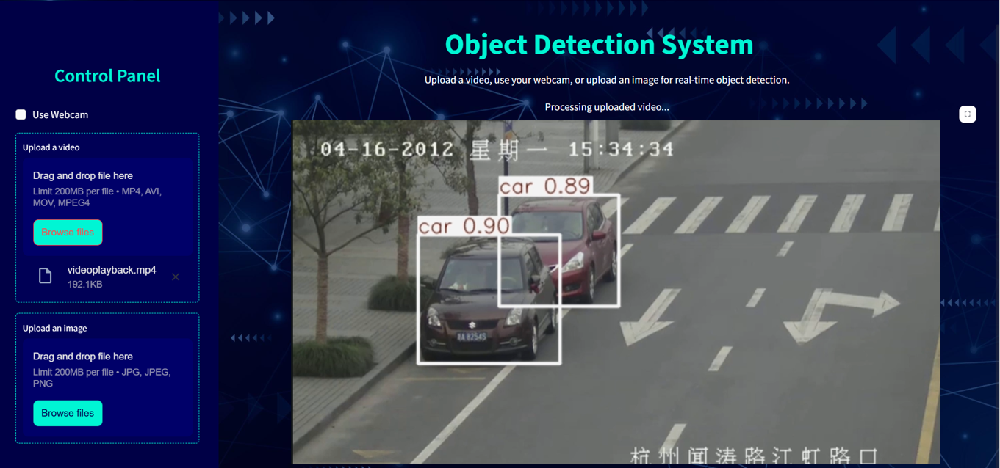 Control Panel
Use Webcam
Upload a video
Drag and drop file here
Limit 200MB per file • MP4, AVI,
MOV, MPEG4
Browse files
videoplayback.mp4
192.1KB
Upload an image
Drag and drop file here
Limit 200MB per file • JPG, JPEG,
PNG
Browse files
Object Detection System
Upload a video, use your webcam, or upload an image for real-time object detection.
Processing uploaded video...
04-16-2012 星期一 15:34:34
car 0.89
car 0.90
杭州闻涛路江虹路口